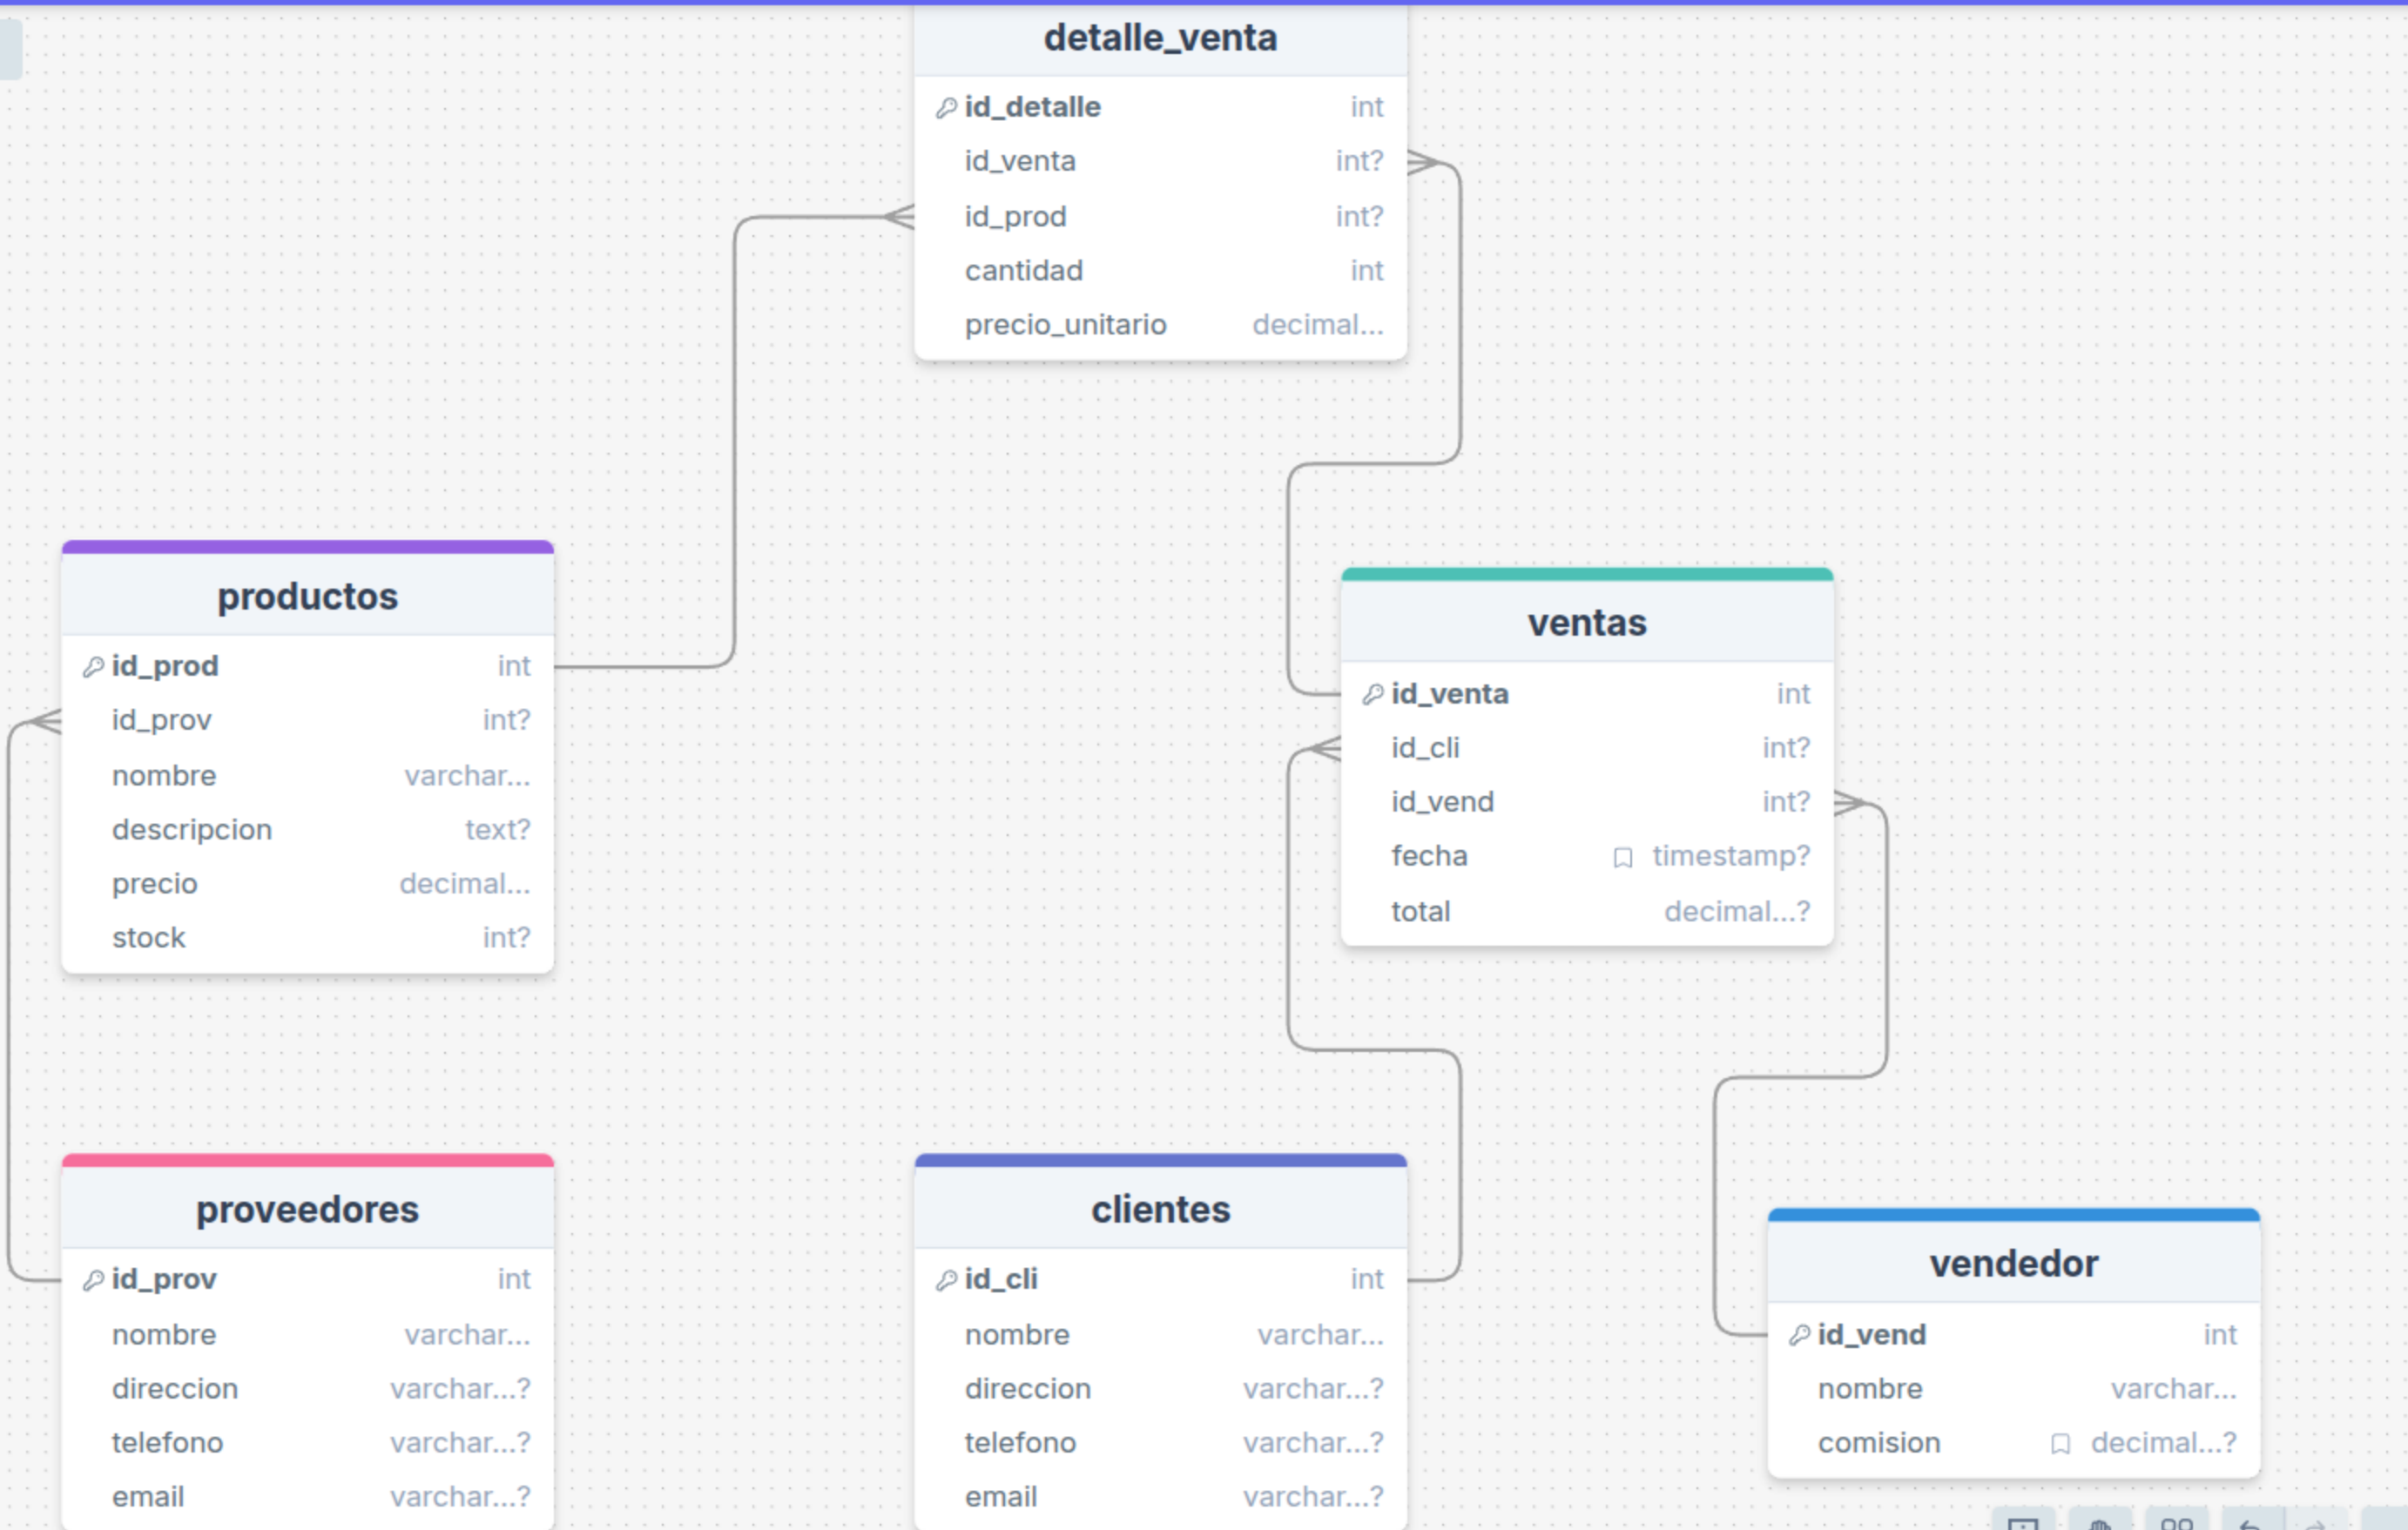 detalle_venta
id_detalle int
id_venta int?
id_prod int?
cantidad int
precio_unitario decimal...
productos
id_prod int
id_prov int?
nombre varchar...
descripcion text?
precio decimal...
stock int?
ventas
id_venta int
id_cli int?
id_vend int?
fecha timestamp?
total decimal...?
proveedores
id_prov int
nombre varchar...
direccion varchar...?
telefono varchar...?
email varchar...?
clientes
id_cli int
nombre varchar...
direccion varchar...?
telefono varchar...?
email varchar...?
vendedor
id_vend int
nombre varchar...
comision decimal...?